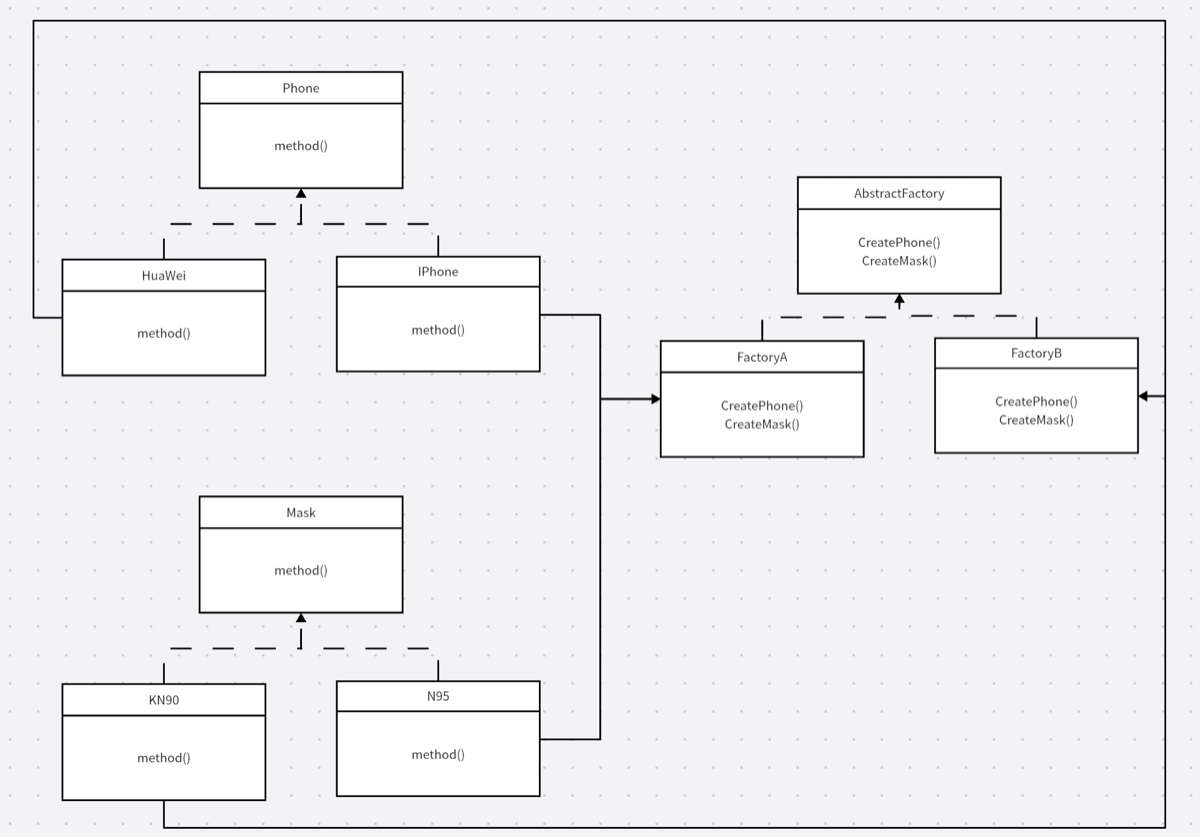 Phone
method()
AbstractFactory
CreatePhone()
CreateMask()
HuaWei
method()
IPhone
method()
FactoryA
CreatePhone()
CreateMask()
FactoryB
CreatePhone()
CreateMask()
Mask
method()
KN90
method()
N95
method()